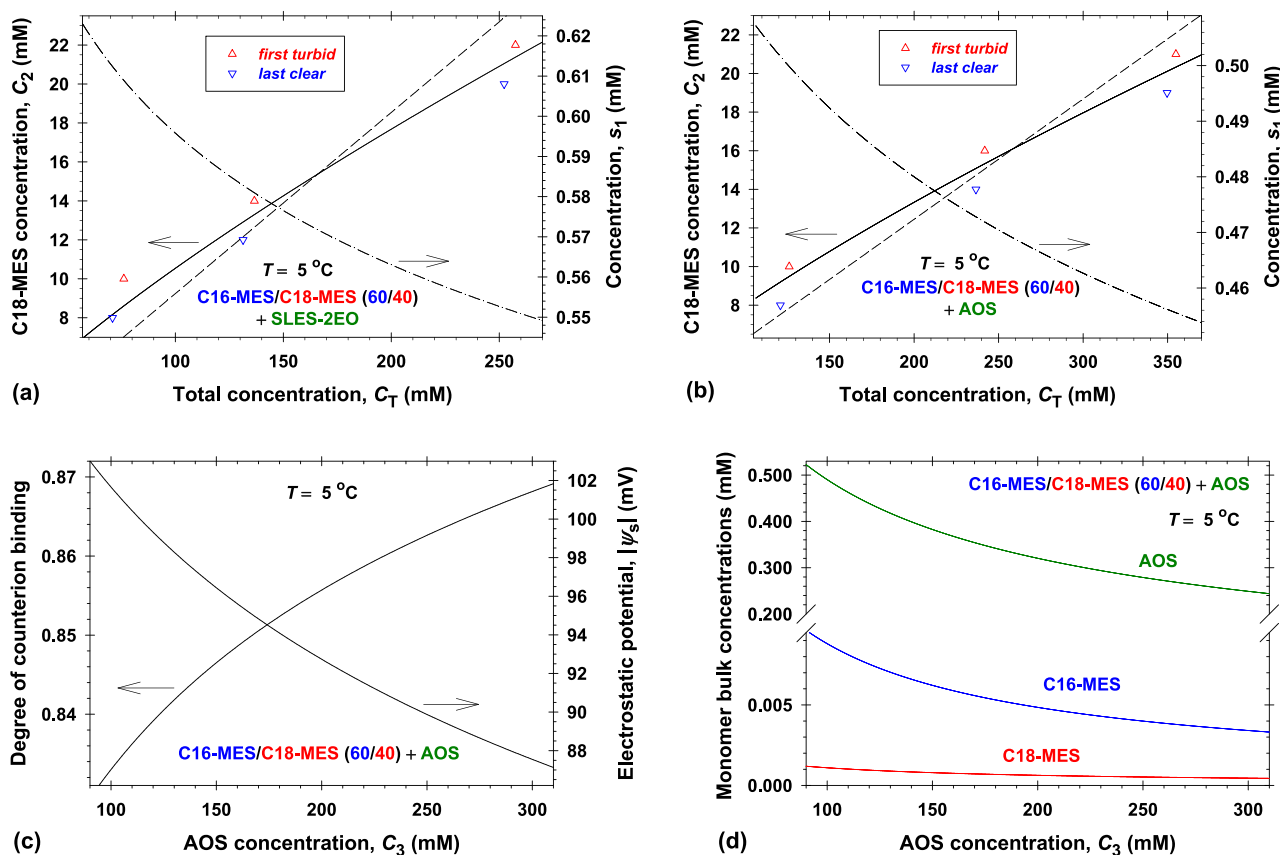 C18-MES concentration, C2 (mM)
22
20
18
16
14
12
10
8
first turbid
last clear
T = 5 °C
C16-MES/C18-MES (60/40)
+ SLES-2EO
0.62
0.61
0.60
0.59
0.58
0.57
0.56
0.55
Concentration, s1 (mM)
100
150
200
250
(a)
Total concentration, CT (mM)
C18-MES concentration, C2 (mM)
22
20
18
16
14
12
10
8
first turbid
last clear
T = 5 °C
C16-MES/C18-MES (60/40)
+ AOS
0.50
0.49
0.48
0.47
0.46
Concentration, s1 (mM)
150
200
250
300
350
(b)
Total concentration, CT (mM)
Degree of counterion binding
0.87
0.86
0.85
0.84
T = 5 °C
C16-MES/C18-MES (60/40) + AOS
102
100
98
96
94
92
90
88
Electrostatic potential, |ψs| (mV)
100
150
200
250
300
(c)
AOS concentration, C3 (mM)
Monomer bulk concentrations (mM)
0.500
0.400
0.300
0.200
0.005
0.000
C16-MES/C18-MES (60/40) + AOS
T = 5 °C
AOS
C16-MES
C18-MES
100
150
200
250
300
(d)
AOS concentration, C3 (mM)